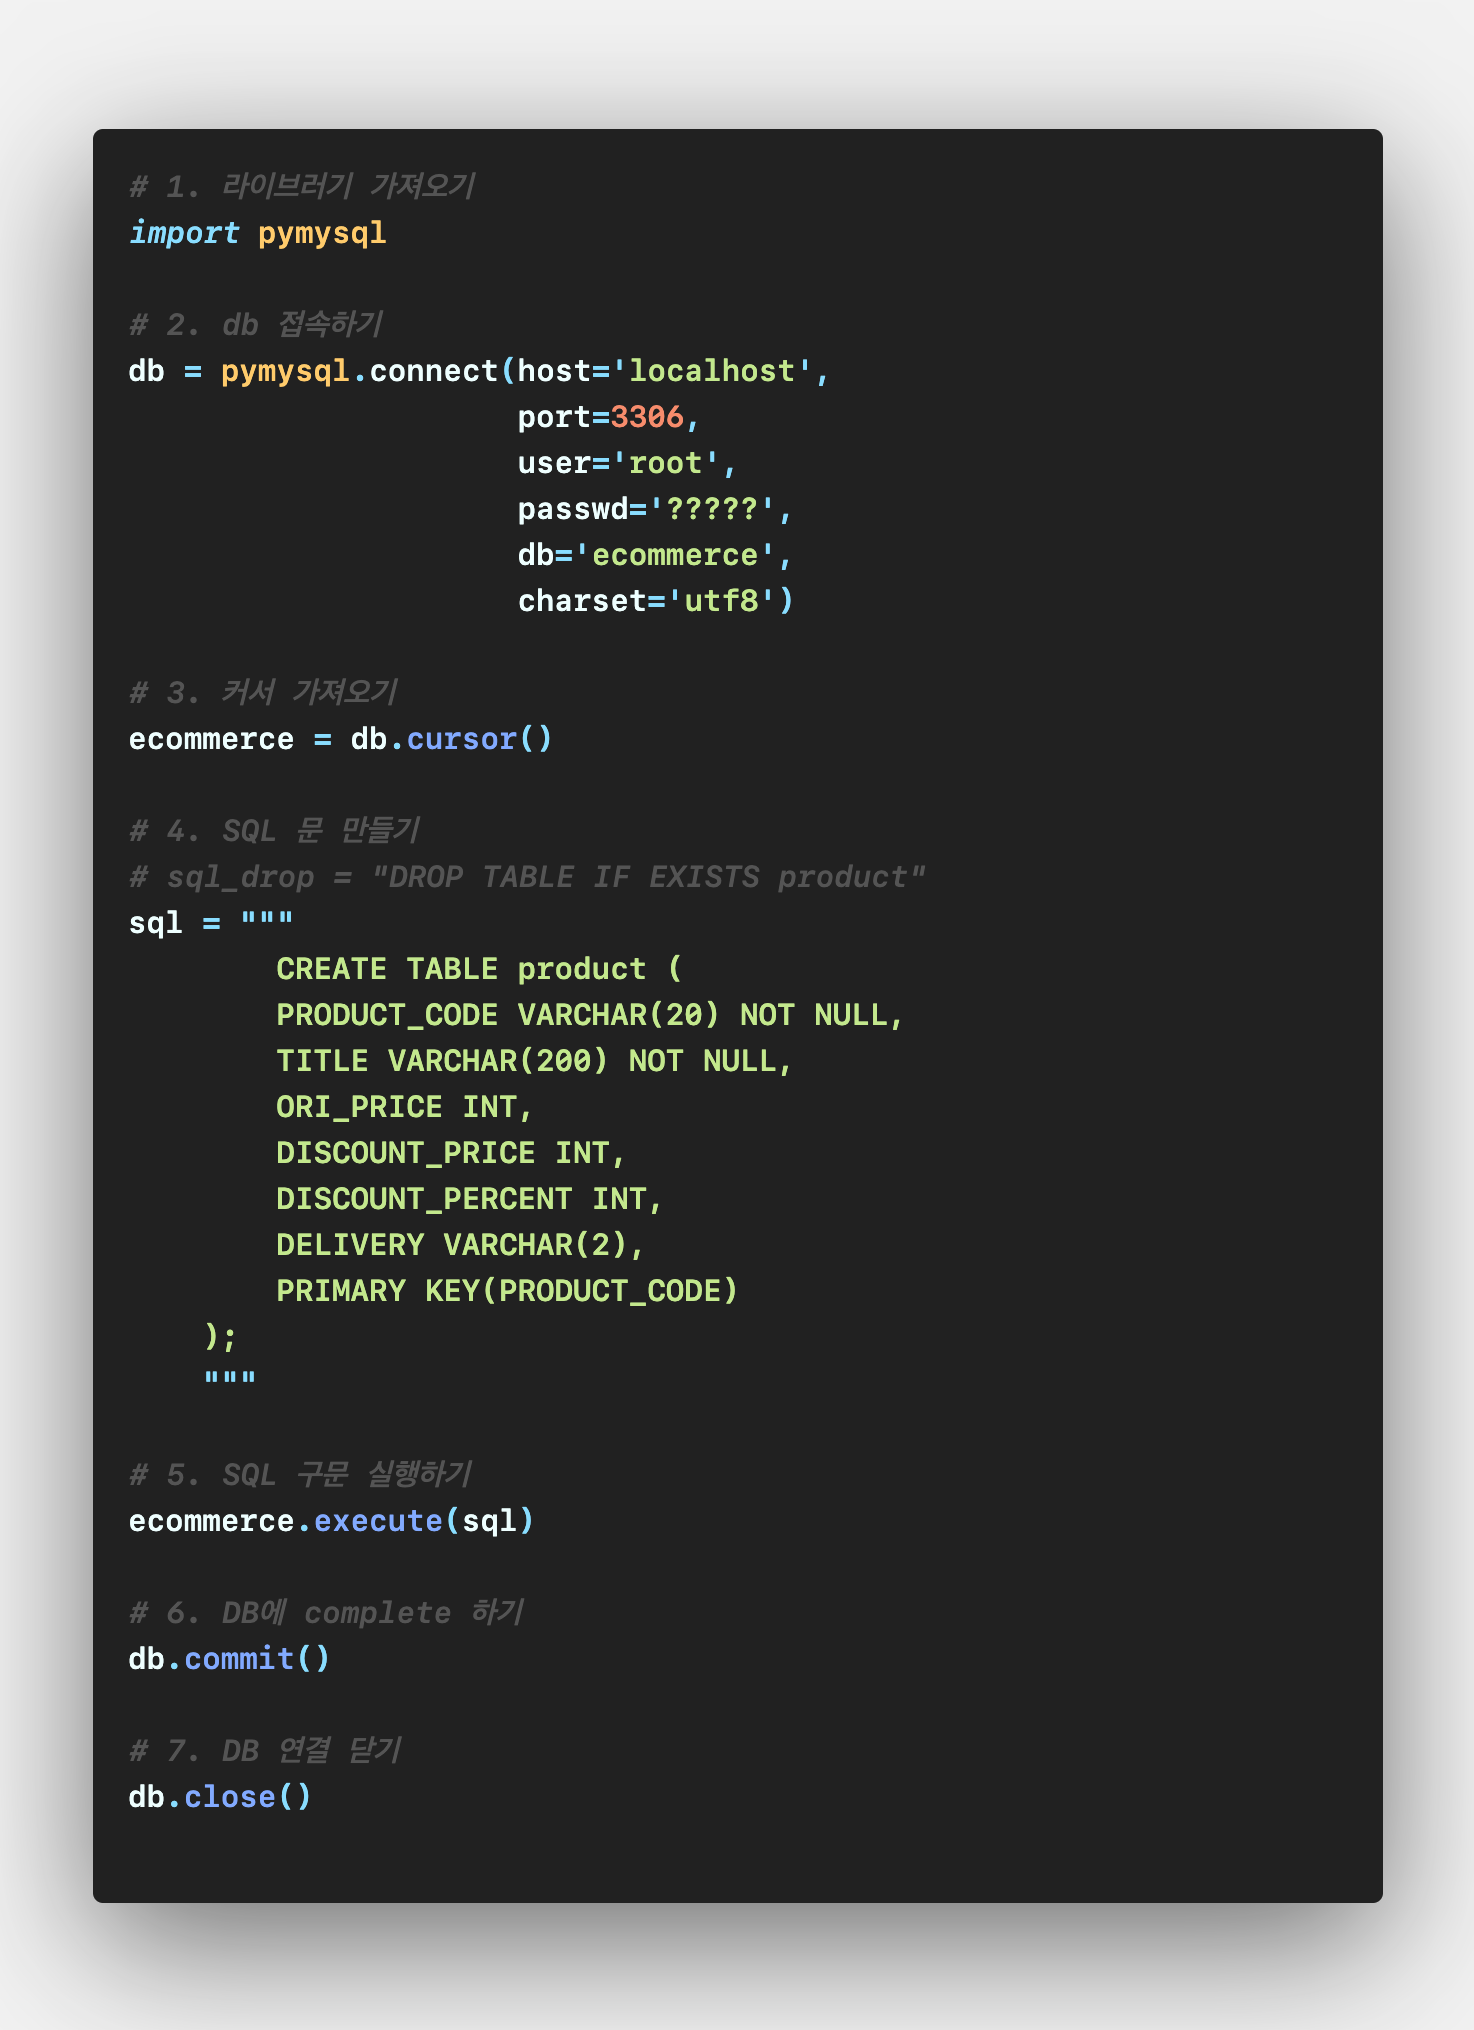 # 1. 라이브러기 가져오기
import pymysql
# 2. db 접속하기
db = pymysql.connect(host='localhost',
port=3306,
user='root',
passwd='?????',
db='ecommerce',
charset='utf8')
# 3. 커서 가져오기
ecommerce = db.cursor()
# 4. SQL 문 만들기
# sql_drop = "DROP TABLE IF EXISTS product"
sql = """
CREATE TABLE product (
PRODUCT_CODE VARCHAR(20) NOT NULL,
TITLE VARCHAR(200) NOT NULL,
ORI_PRICE INT,
DISCOUNT_PRICE INT,
DISCOUNT_PERCENT INT,
DELIVERY VARCHAR(2),
PRIMARY KEY(PRODUCT_CODE)
);
"""
# 5. SQL 구문 실행하기
ecommerce.execute(sql)
# 6. DB에 complete 하기
db.commit()
# 7. DB 연결 닫기
db.close()